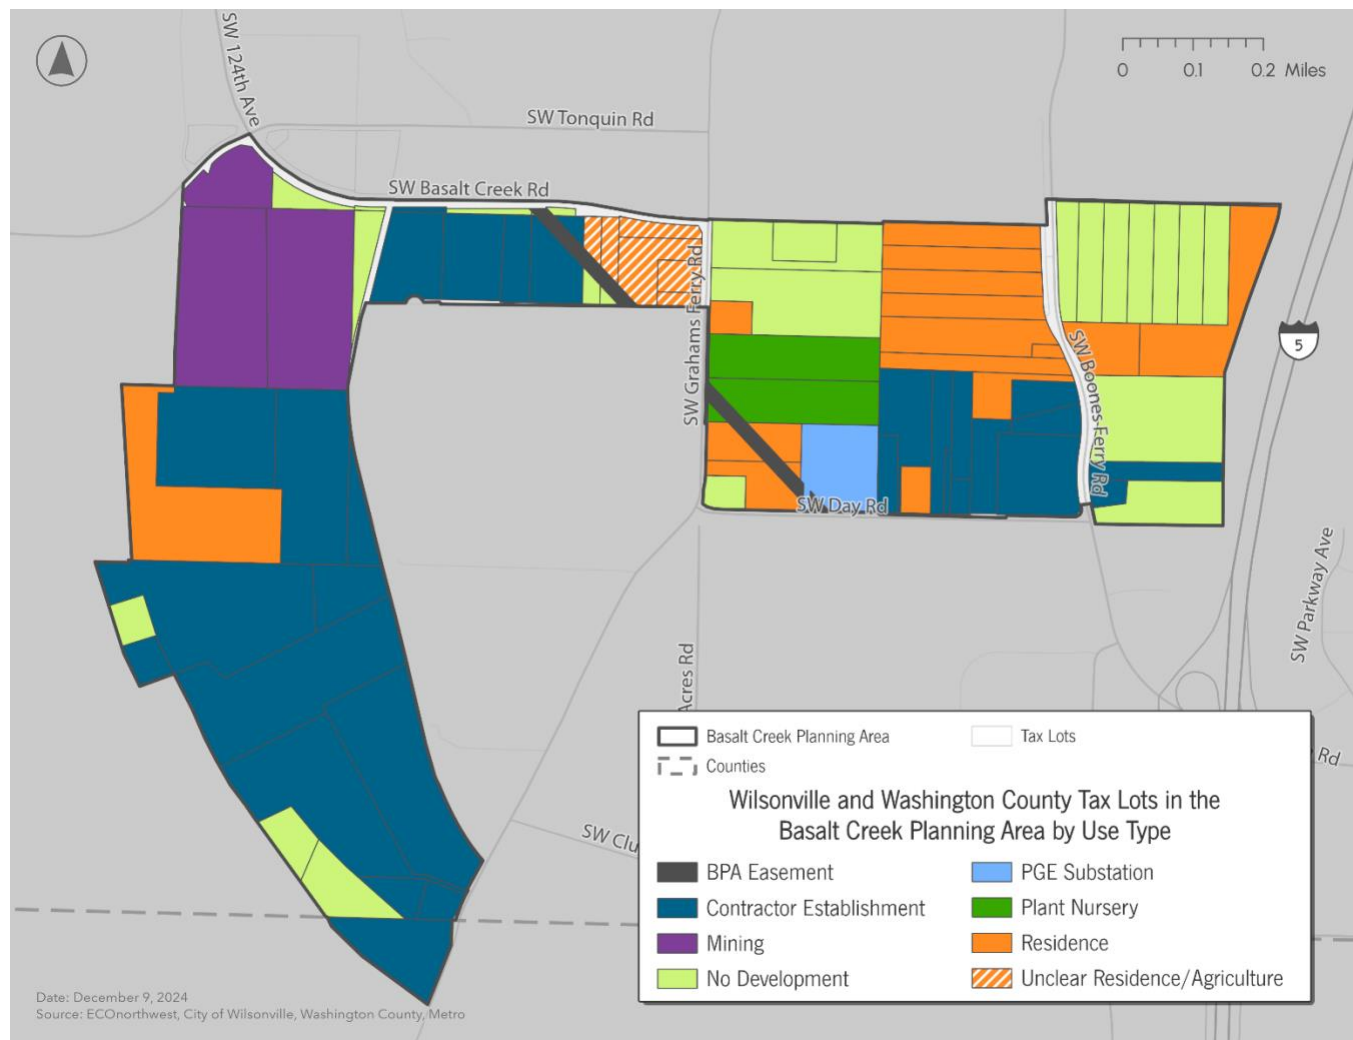 SW 124th Ave
0 0.1 0.2 Miles
SW Tonquin Rd
SW Basalt Creek Rd
SW Grahams Ferry Rd
SW Boones Ferry Rd
5
SW Day Rd
SW Parkway Ave
Acres Rd
Rd
SW Clu
Basalt Creek Planning Area
Tax Lots
Counties
Wilsonville and Washington County Tax Lots in the
Basalt Creek Planning Area by Use Type
BPA Easement
PGE Substation
Contractor Establishment
Plant Nursery
Mining
Residence
No Development
Unclear Residence/Agriculture
Date: December 9, 2024
Source: ECOnorthwest, City of Wilsonville, Washington County, Metro